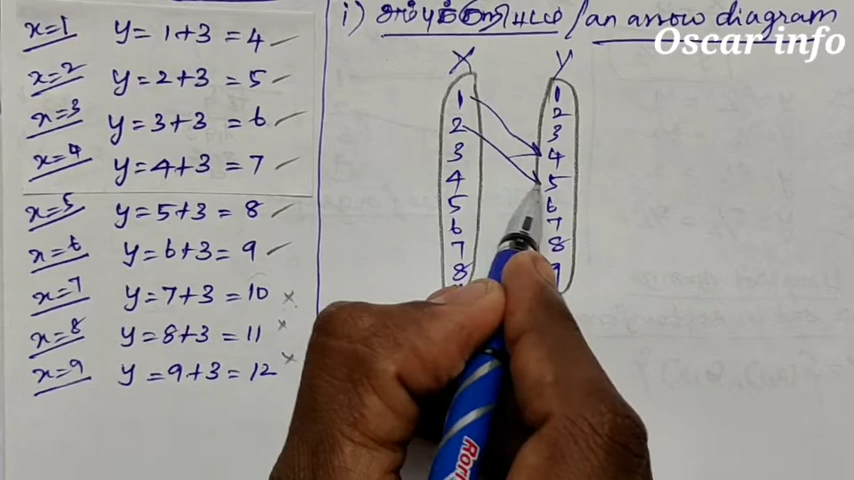 x=1 y= 1+3 = 4
x=2 y=2+3 = 5
x=3 y=3+3 = 6
x=4 y=4+3 = 7
x=5 y=5+3 = 8
x=6 y=6+3 = 9
x=7 y=7+3 = 10 ×
x=8 y=8+3 = 11 ×
x=9 y=9+3 = 12 ×
i) / an arrow diagram
Oscar info
X Y
1 1
2 2
3 3
4 4
5 5
6 6
7 7
8 8
9